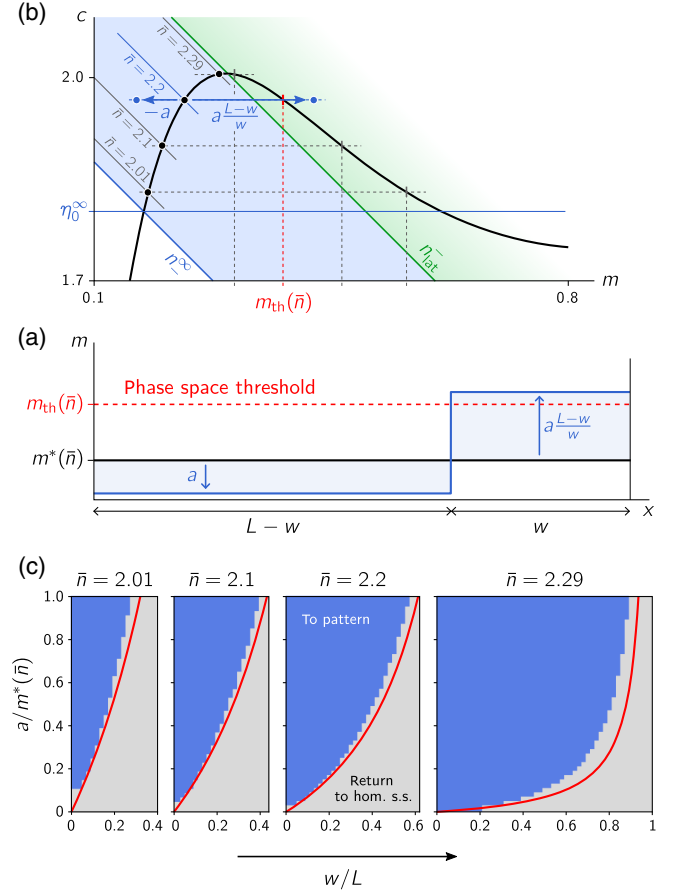 (b)
c
2.0
η₀^∞
1.7
n̄ = 2.29
n̄ = 2.2
n̄ = 2.1
n̄ = 2.01
−a
a (L−w)/w
n₋^∞
n⁻_lat
0.1
m_th(n̄)
0.8
m
(a)
m
Phase space threshold
m_th(n̄)
m*(n̄)
a
a (L−w)/w
x
L − w
w
(c)
n̄ = 2.01
n̄ = 2.1
n̄ = 2.2
n̄ = 2.29
a/m*(n̄)
1.0
0.8
0.6
0.4
0.2
0
To pattern
Return
to hom. s.s.
0 0.2 0.4
0 0.2 0.4
0 0.2 0.4 0.6
0 0.2 0.4 0.6 0.8 1
w/L